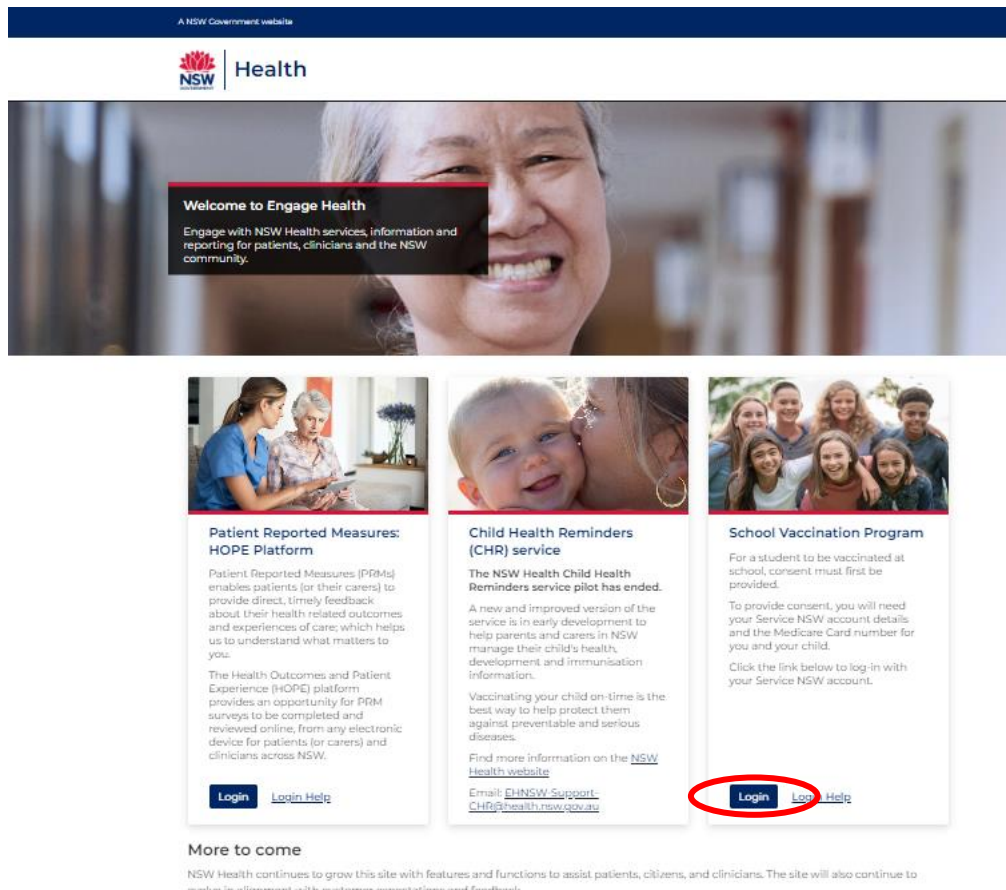 A NSW Government website
NSW
GOVERNMENT
Health
Welcome to Engage Health
Engage with NSW Health services, information and
reporting for patients, clinicians and the NSW
community.
Patient Reported Measures:
HOPE Platform
Patient Reported Measures (PRMs)
enables patients (or their carers) to
provide direct, timely feedback
about their health related outcomes
and experiences of care; which helps
us to understand what matters to
you.
The Health Outcomes and Patient
Experience (HOPE) platform
provides an opportunity for PRM
surveys to be completed and
reviewed online, from any electronic
device for patients (or carers) and
clinicians across NSW.
Login Login Help
Child Health Reminders
(CHR) service
The NSW Health Child Health
Reminders service pilot has ended.
A new and improved version of the
service is in early development to
help parents and carers in NSW
manage their child's health,
development and immunisation
information.
Vaccinating your child on-time is the
best way to help protect them
against preventable and serious
diseases.
Find more information on the NSW
Health website
Email: EHNSW-Support-
CHR@health.nsw.gov.au
School Vaccination Program
For a student to be vaccinated at
school, consent must first be
provided.
To provide consent, you will need
your Service NSW account details
and the Medicare Card number for
you and your child.
Click the link below to log-in with
your Service NSW account.
Login Login Help
More to come
NSW Health continues to grow this site with features and functions to assist patients, citizens, and clinicians. The site will also continue to
evolve in alignment with customer expectations and feedback.